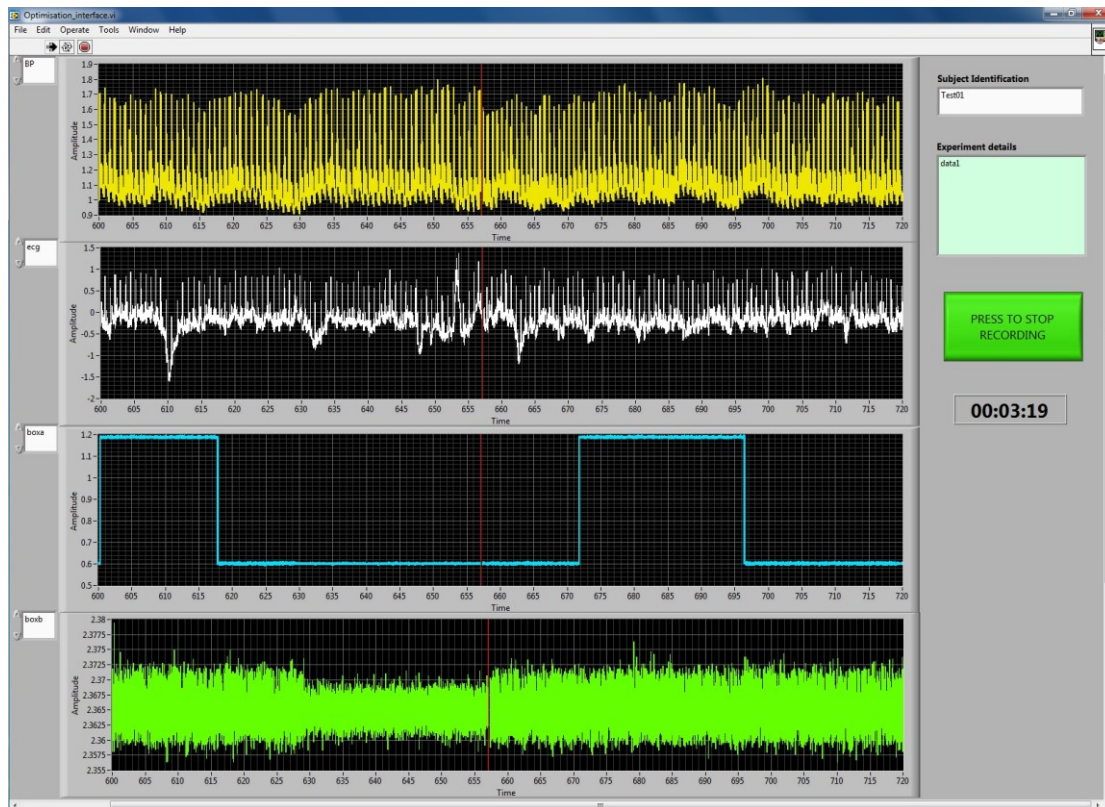 Optimisation_interface.vi
File Edit Operate Tools Window Help
BP
Amplitude
1.9
1.8
1.7
1.6
1.5
1.4
1.3
1.2
1.1
1
0.9
600 605 610 615 620 625 630 635 640 645 650 655 660 665 670 675 680 685 690 695 700 705 710 715 720
Time
ecg
Amplitude
1.5
1
0.5
0
-0.5
-1
-1.5
-2
600 605 610 615 620 625 630 635 640 645 650 655 660 665 670 675 680 685 690 695 700 705 710 715 720
Time
boxa
Amplitude
1.2
1.1
1
0.9
0.8
0.7
0.6
0.5
600 605 610 615 620 625 630 635 640 645 650 655 660 665 670 675 680 685 690 695 700 705 710 715 720
Time
boxb
Amplitude
2.38
2.3775
2.375
2.3725
2.37
2.3675
2.365
2.3625
2.36
2.3575
2.355
600 605 610 615 620 625 630 635 640 645 650 655 660 665 670 675 680 685 690 695 700 705 710 715 720
Time
Subject Identification
Test01
Experiment details
data1
PRESS TO STOP
RECORDING
00:03:19